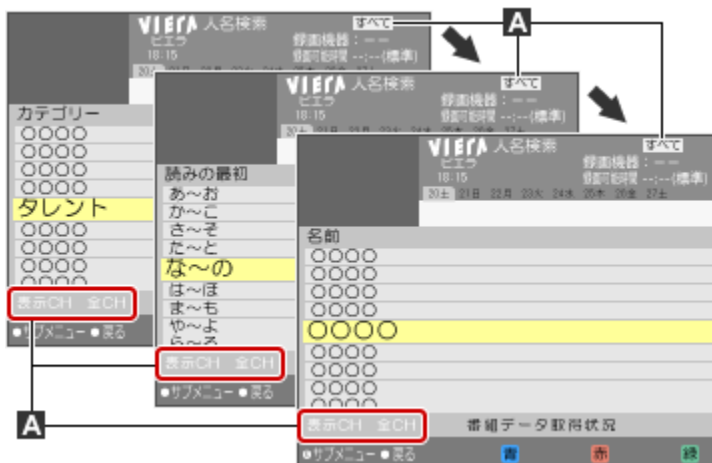 A
VIErA 人名検索 すべて
ビエラ 録画機器:――
18:15 録画可能時間 --:--(標準)
カテゴリー
○○○○
○○○○
○○○○
○○○○
タレント
○○○○
○○○○
○○○○
○○○○
表示CH 全CH
●サブメニュー ●戻る
VIErA 人名検索 すべて
ビエラ 録画機器:――
18:15 録画可能時間 --:--(標準)
読みの最初
あ~お
か~こ
さ~そ
た~と
な~の
は~ほ
ま~も
や~よ
ら~ろ
表示CH 全CH
●サブメニュー ●戻る
VIErA 人名検索 すべて
ビエラ 録画機器:――
18:15 録画可能時間 --:--(標準)
20土 21日 22月 23火 24水 25木 26金 27土
名前
○○○○
○○○○
○○○○
○○○○
○○○○
○○○○
○○○○
○○○○
○○○○
表示CH 全CH 番組データ取得状況
●サブメニュー ●戻る 青 赤 緑
A